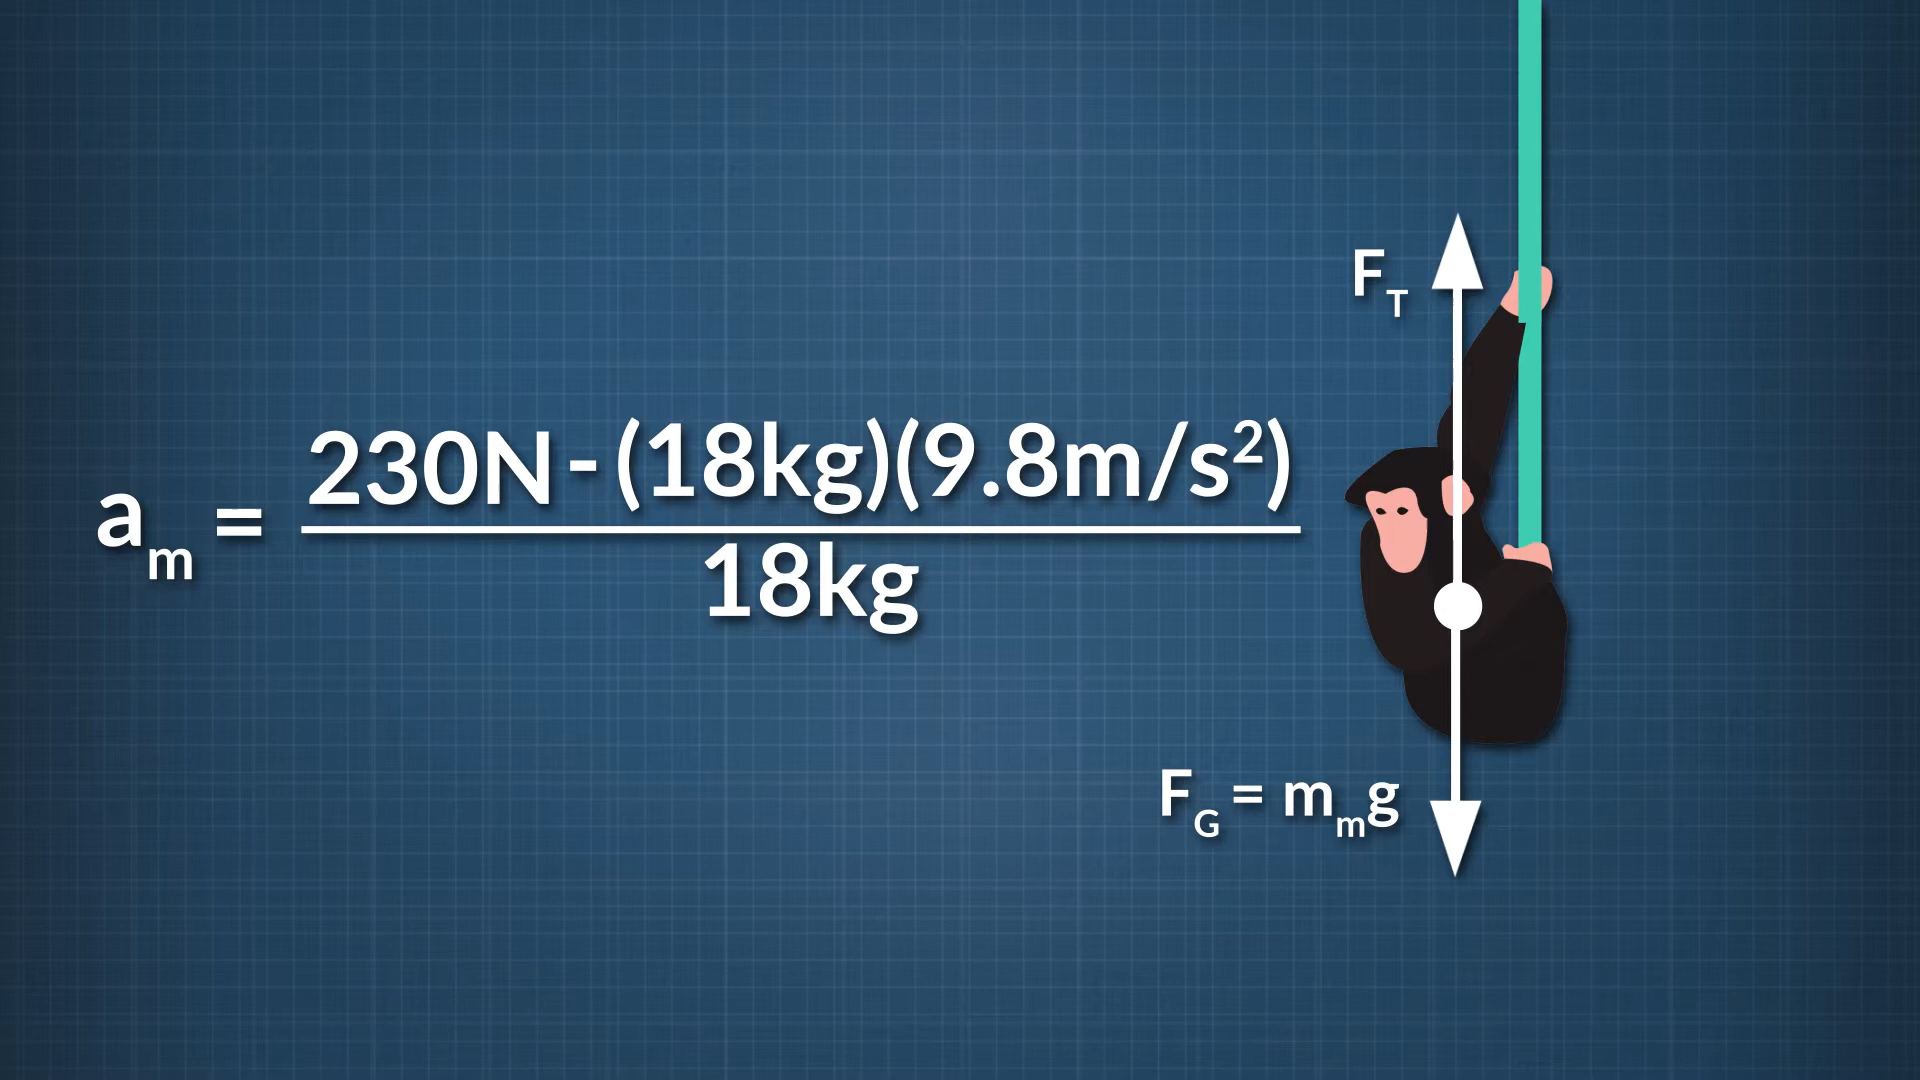 F_T
a_m = 230N - (18kg)(9.8m/s²)
18kg
F_G = m_m g